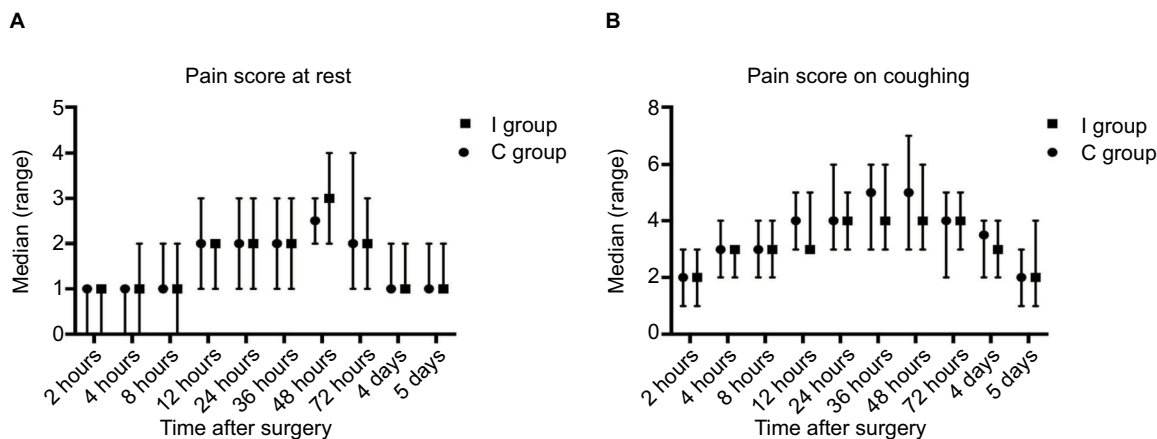 A
Pain score at rest
5
4
3
2
1
0
Median (range)
I group
C group
2 hours
4 hours
8 hours
12 hours
24 hours
36 hours
48 hours
72 hours
4 days
5 days
Time after surgery
B
Pain score on coughing
8
6
4
2
0
Median (range)
I group
C group
2 hours
4 hours
8 hours
12 hours
24 hours
36 hours
48 hours
72 hours
4 days
5 days
Time after surgery